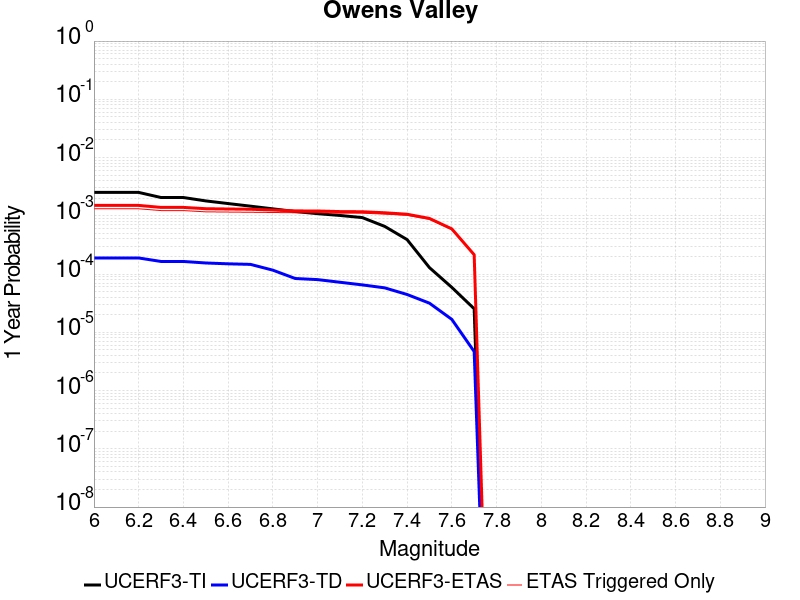 Owens Valley
10^0
10^-1
10^-2
10^-3
10^-4
10^-5
10^-6
10^-7
10^-8
1 Year Probability
6 6.2 6.4 6.6 6.8 7 7.2 7.4 7.6 7.8 8 8.2 8.4 8.6 8.8 9
Magnitude
UCERF3-TI UCERF3-TD UCERF3-ETAS ETAS Triggered Only